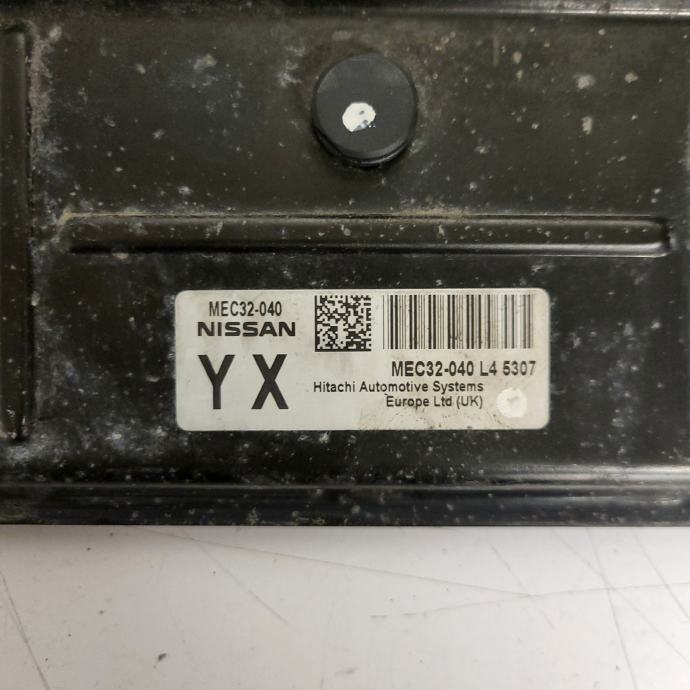 MEC32-040
NISSAN
YX
MEC32-040 L4 5307
Hitachi Automotive Systems
Europe Ltd (UK)